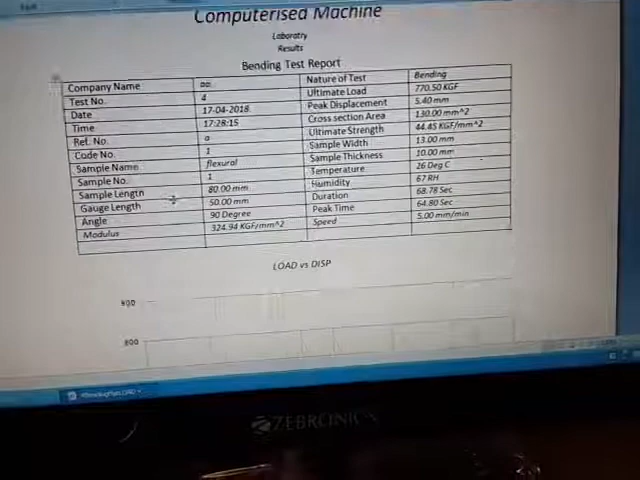 Computerised Machine
Laboratry
Results
Bending Test Report
Company Name aa Nature of Test Bending
Test No. 4 Ultimate Load 770.50 KGF
Date 17-04-2018 Peak Displacement 5.40 mm
Time 17:28:15 Cross section Area 130.00 mm^2
Ref. No. a Ultimate Strength 44.45 KGF/mm^2
Code No. 1 Sample Width 13.00 mm
Sample Name flexural Sample Thickness 10.00 mm
Sample No. 1 Temperature 26 Deg C
Sample Length 80.00 mm Humidity 67 RH
Gauge Length 50.00 mm Duration 68.78 Sec
Angle 90 Degree Peak Time 64.80 Sec
Modulus 324.94 KGF/mm^2 Speed 5.00 mm/min
LOAD vs DISP
900
800
ZEBRONICS